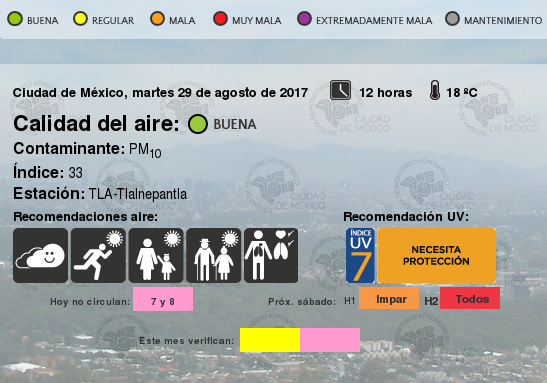 BUENA REGULAR MALA MUY MALA EXTREMADAMENTE MALA MANTENIMIENTO
Ciudad de México, martes 29 de agosto de 2017 12 horas 18 ºC
Calidad del aire: BUENA
Contaminante: PM10
Índice: 33
Estación: TLA-Tlalnepantla
Recomendaciones aire: Recomendación UV:
ÍNDICE
UV
7
NECESITA
PROTECCIÓN
Hoy no circulan: 7 y 8 Próx. sábado: H1 Impar H2 Todos
Este mes verifican:
CIUDAD
DE MÉXICO